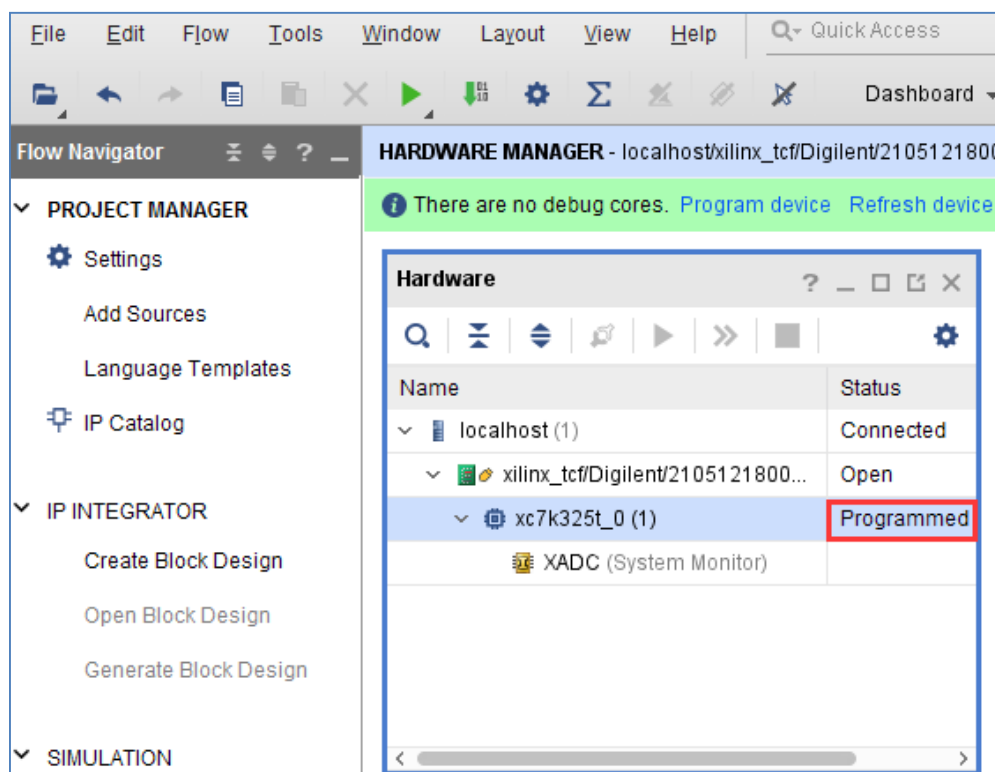 File Edit Flow Tools Window Layout View Help Quick Access
Dashboard
Flow Navigator ?
HARDWARE MANAGER - localhost/xilinx_tcf/Digilent/2105121800
There are no debug cores. Program device Refresh device
PROJECT MANAGER
Settings
Add Sources
Language Templates
IP Catalog
IP INTEGRATOR
Create Block Design
Open Block Design
Generate Block Design
SIMULATION
Hardware ?
Name Status
localhost (1) Connected
xilinx_tcf/Digilent/2105121800... Open
xc7k325t_0 (1) Programmed
XADC (System Monitor)